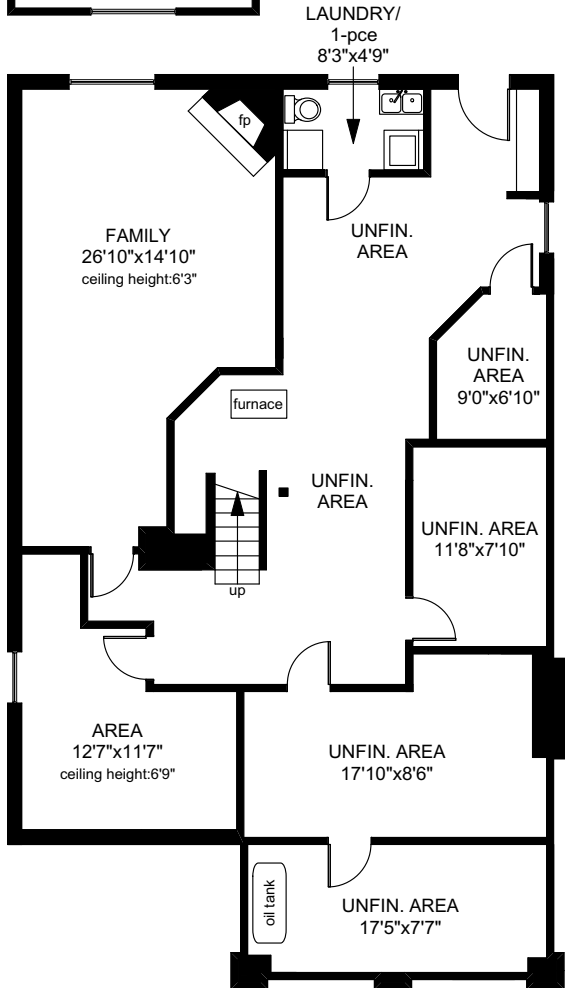 LAUNDRY/
1-pce
8'3"x4'9"
fp
FAMILY
26'10"x14'10"
ceiling height:6'3"
UNFIN.
AREA
UNFIN.
AREA
9'0"x6'10"
furnace
UNFIN.
AREA
UNFIN. AREA
11'8"x7'10"
up
AREA
12'7"x11'7"
ceiling height:6'9"
UNFIN. AREA
17'10"x8'6"
oil tank
UNFIN. AREA
17'5"x7'7"